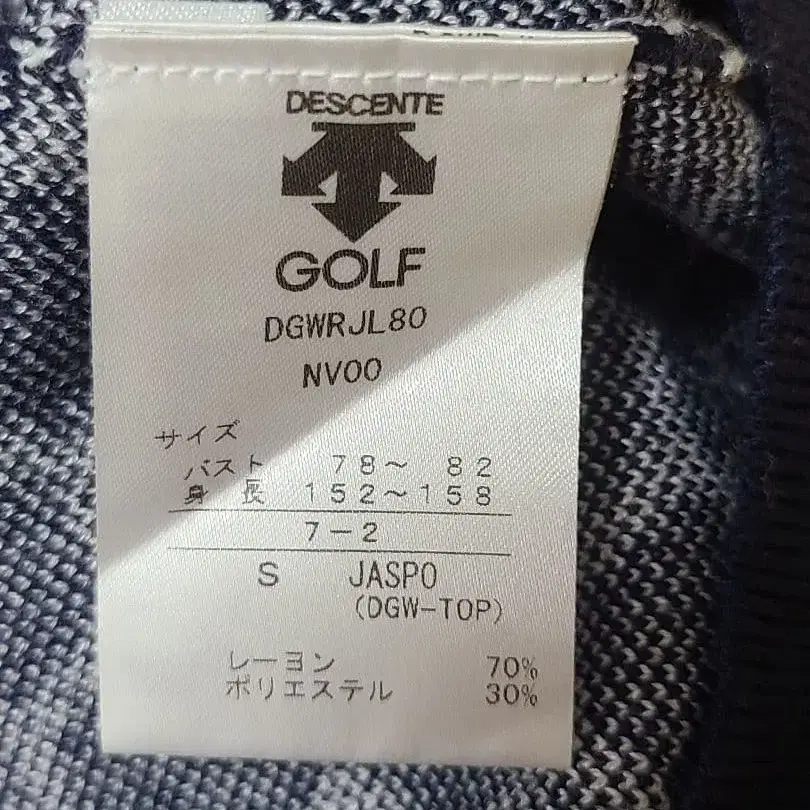 DESCENTE
GOLF
DGWRJL80
NV00
サイズ
バスト 78～ 82
身長 152～158
7-2
S JASPO
(DGW-TOP)
レーヨン 70%
ポリエステル 30%